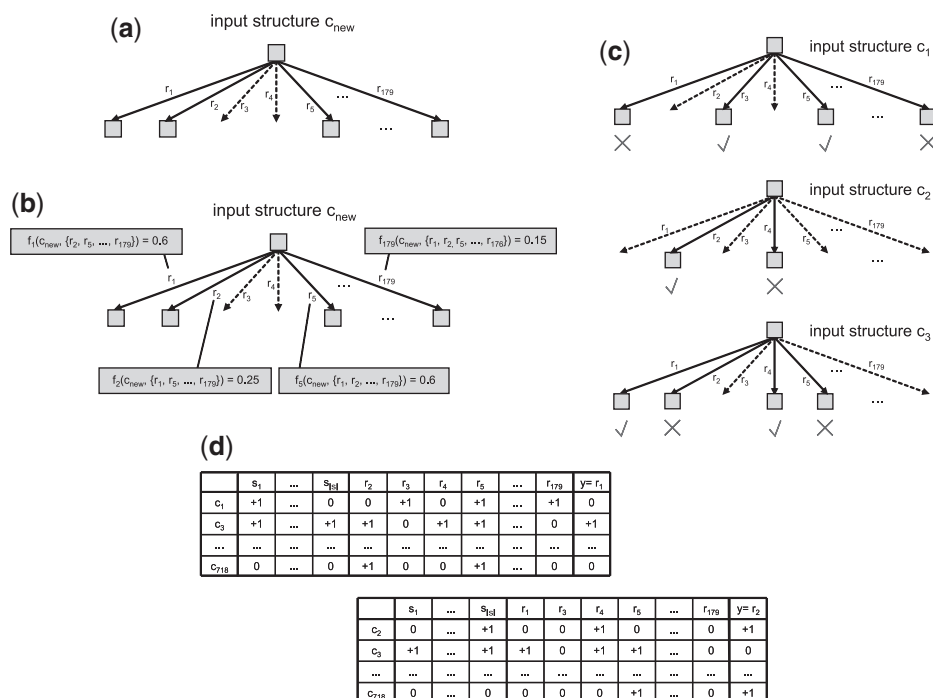 (a)
input structure c_new
r_1
r_2
r_3
r_4
r_5
...
r_179
...
(b)
input structure c_new
f_1(c_new, {r_2, r_5, ..., r_179}) = 0.6
f_179(c_new, {r_1, r_2, r_5, ..., r_176}) = 0.15
r_1
r_2
r_3
r_4
r_5
...
r_179
...
f_2(c_new, {r_1, r_5, ..., r_179}) = 0.25
f_5(c_new, {r_1, r_2, ..., r_179}) = 0.6
(c)
input structure c_1
r_1
r_2
r_3
r_4
r_5
...
r_179
...
input structure c_2
r_1
r_2
r_3
r_4
r_5
...
r_179
...
input structure c_3
r_1
r_2
r_3
r_4
r_5
...
r_179
...
(d)
s_1 ... s_|s| r_2 r_3 r_4 r_5 ... r_179 y= r_1
c_1 +1 ... 0 0 +1 0 +1 ... +1 0
c_3 +1 ... +1 +1 0 +1 +1 ... 0 +1
... ... ... ... ... ... ... ... ... ... ...
c_718 0 ... 0 +1 0 0 +1 ... 0 0
s_1 ... s_|s| r_1 r_3 r_4 r_5 ... r_179 y= r_2
c_2 0 ... +1 0 0 +1 0 ... 0 +1
c_3 +1 ... +1 +1 0 +1 +1 ... 0 0
... ... ... ... ... ... ... ... ... ... ...
c_718 0 ... 0 0 0 0 +1 ... 0 +1